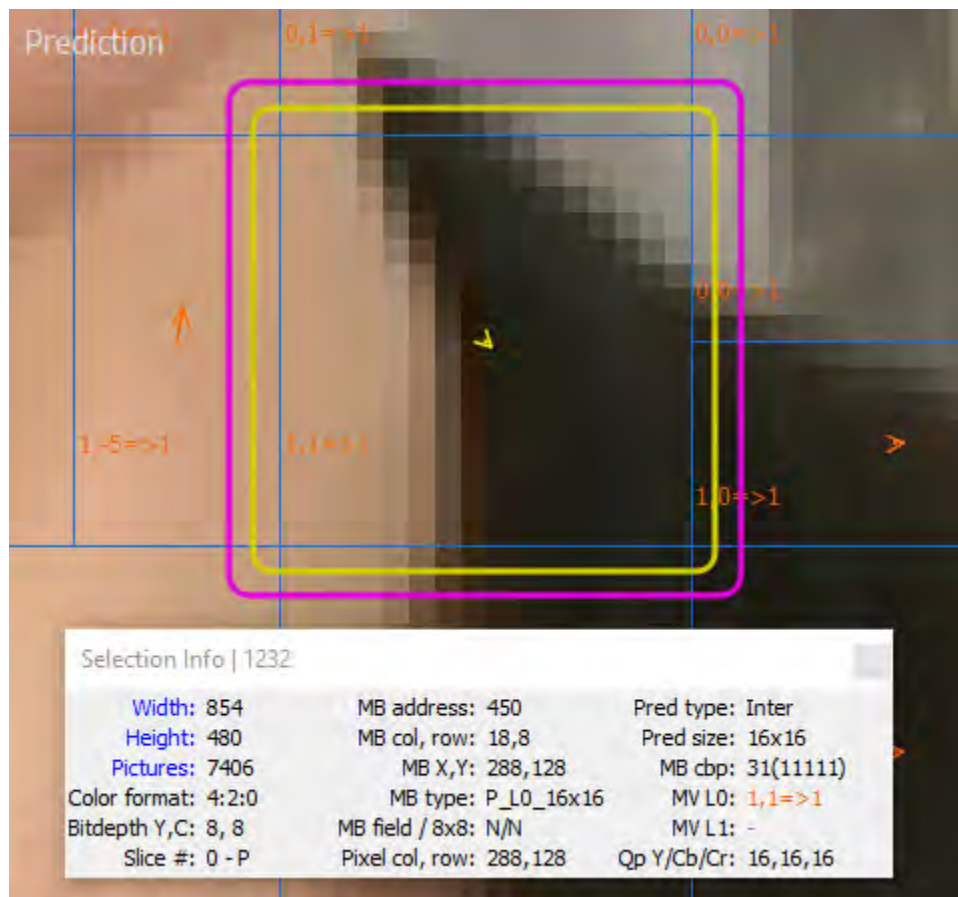 0,1=>1 0,0=>1
Prediction
0,0=>1
1,-5=>1 1,1=>1
1,0=>1
Selection Info | 1232
Width: 854 MB address: 450 Pred type: Inter
Height: 480 MB col, row: 18,8 Pred size: 16x16
Pictures: 7406 MB X,Y: 288,128 MB cbp: 31(11111)
Color format: 4:2:0 MB type: P_L0_16x16 MV L0: 1,1=>1
Bitdepth Y,C: 8, 8 MB field / 8x8: N/N MV L1: -
Slice #: 0 - P Pixel col, row: 288,128 Qp Y/Cb/Cr: 16,16,16